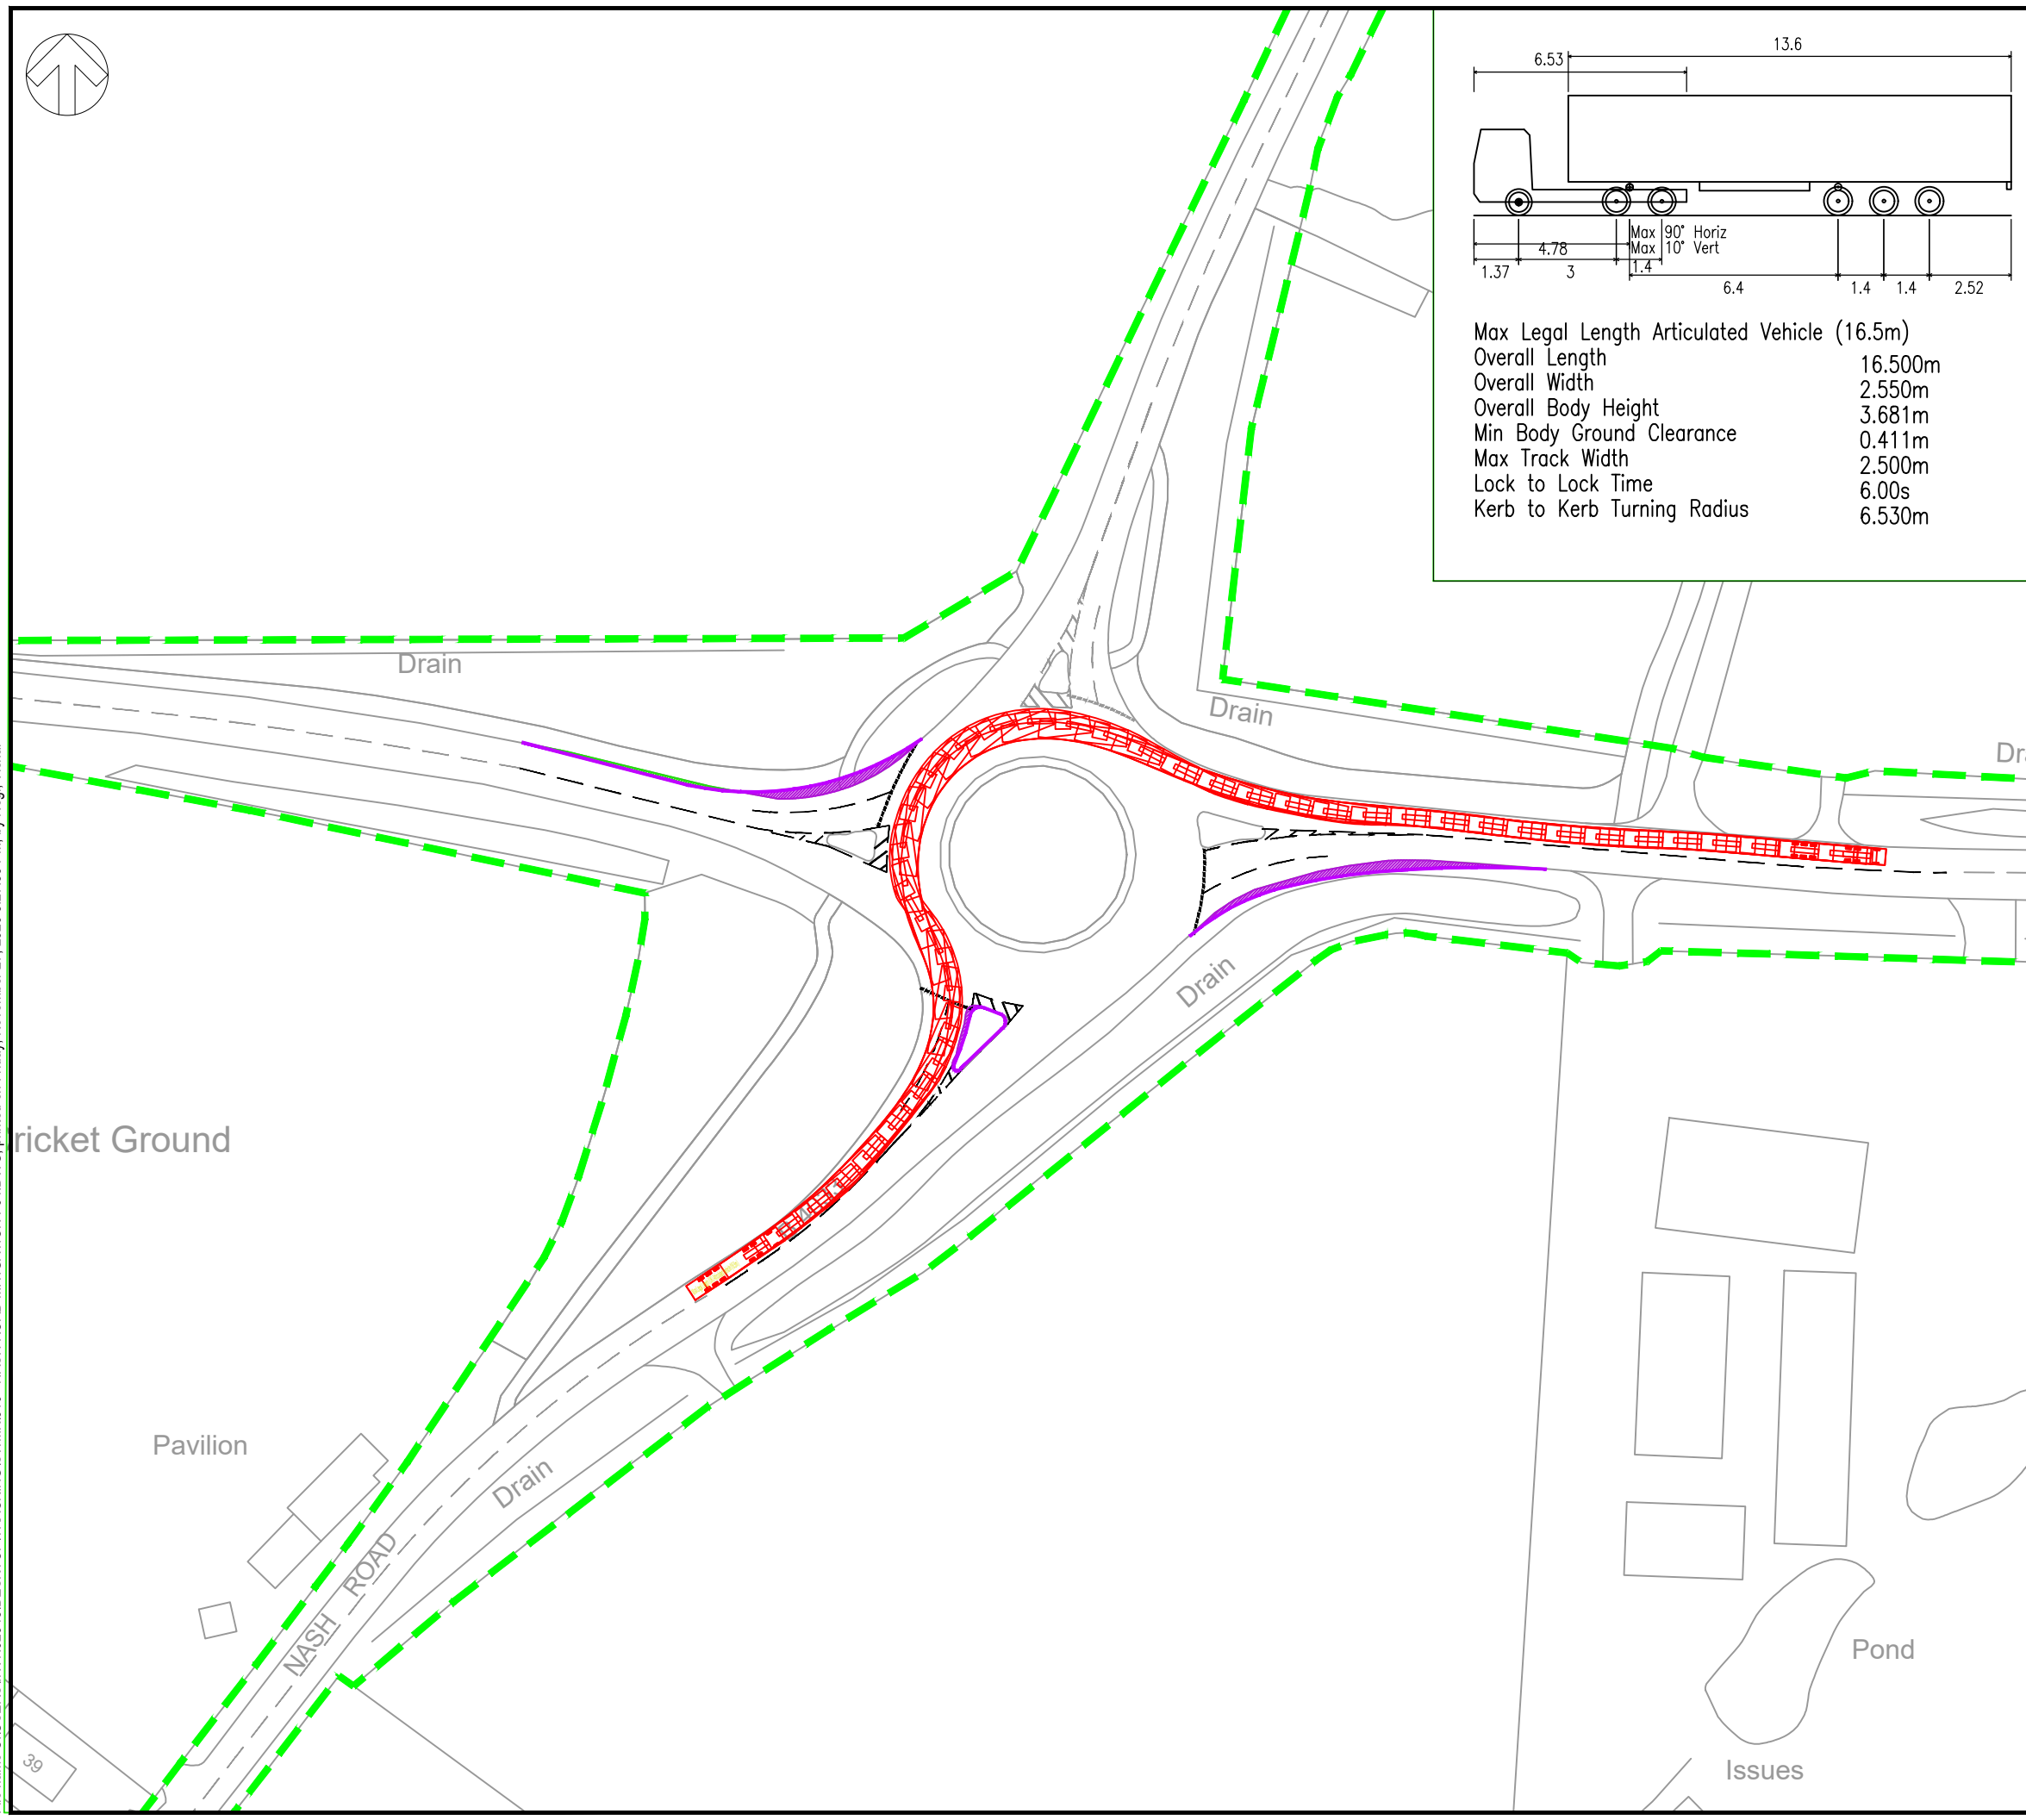 13.6
6.53
Max 90° Horiz
4.78
Max 10° Vert
1.37
3
1.4
6.4
1.4
1.4
2.52
Max Legal Length Articulated Vehicle (16.5m)
Overall Length 16.500m
Overall Width 2.550m
Overall Body Height 3.681m
Min Body Ground Clearance 0.411m
Max Track Width 2.500m
Lock to Lock Time 6.00s
Kerb to Kerb Turning Radius 6.530m
Drain
Drain
Dr
Drain
ricket Ground
Pavilion
Drain
NASH ROAD
Pond
39
Issues